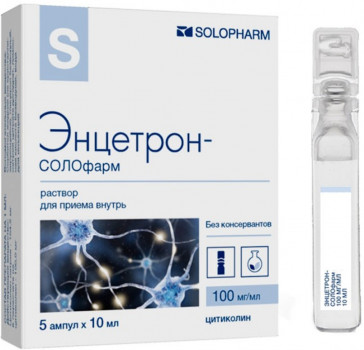 S
SOLOPHARM
Энцетрон-
СОЛОфарм
раствор
для приема внутрь
Без консервантов
100 мг/мл
5 ампул х 10 мл
цитиколин
ЭНЦЕТРОН-
СОЛОфарм
100 МГ/МЛ
10 МЛ